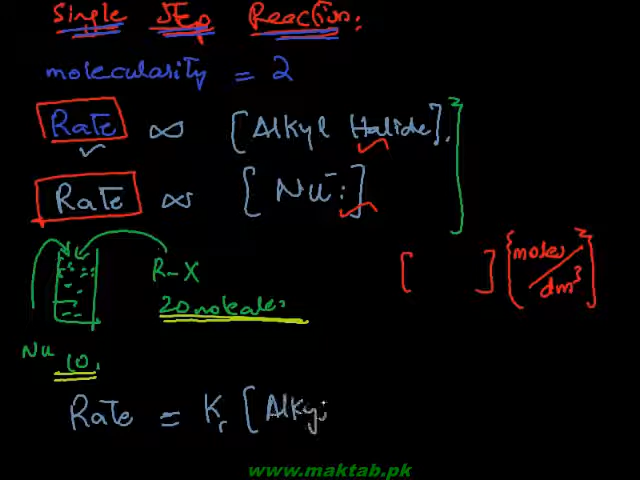 Single Step Reaction:
molecularity = 2
Rate ∝ [Alkyl Halide].
Rate ∝ [Nu⁻:]
R-X
[ ] {moles/dm³}
20 molecules
Nu 10.
Rate = Kr [Alky
www.maktab.pk